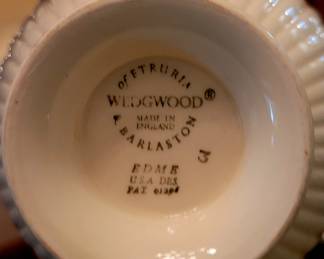 OF ETRURIA
WEDGWOOD®
MADE IN
ENGLAND
& BARLASTON
EDME
U.S.A DES.
PAT.